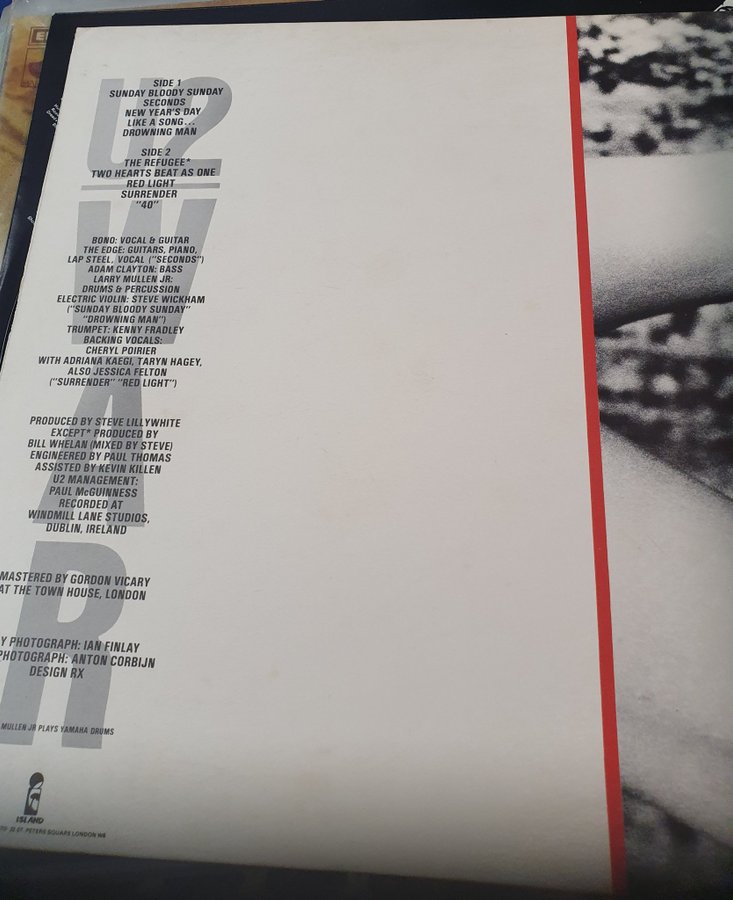 U2
WAR
SIDE 1
SUNDAY BLOODY SUNDAY
SECONDS
NEW YEAR'S DAY
LIKE A SONG...
DROWNING MAN
SIDE 2
THE REFUGEE*
TWO HEARTS BEAT AS ONE
RED LIGHT
SURRENDER
"40"
BONO: VOCAL & GUITAR
THE EDGE: GUITARS, PIANO,
LAP STEEL, VOCAL ("SECONDS")
ADAM CLAYTON: BASS
LARRY MULLEN JR:
DRUMS & PERCUSSION
ELECTRIC VIOLIN: STEVE WICKHAM
("SUNDAY BLOODY SUNDAY"
"DROWNING MAN")
TRUMPET: KENNY FRADLEY
BACKING VOCALS:
CHERYL POIRIER
WITH ADRIANA KAEGI, TARYN HAGEY,
ALSO JESSICA FELTON
("SURRENDER" "RED LIGHT")
PRODUCED BY STEVE LILLYWHITE
EXCEPT* PRODUCED BY
BILL WHELAN (MIXED BY STEVE)
ENGINEERED BY PAUL THOMAS
ASSISTED BY KEVIN KILLEN
U2 MANAGEMENT:
PAUL McGUINNESS
RECORDED AT
WINDMILL LANE STUDIOS,
DUBLIN, IRELAND
MASTERED BY GORDON VICARY
AT THE TOWN HOUSE, LONDON
Y PHOTOGRAPH: IAN FINLAY
PHOTOGRAPH: ANTON CORBIJN
DESIGN RX
MULLEN JR PLAYS YAMAHA DRUMS
ISLAND
ST. PETERS SQUARE LONDON W6